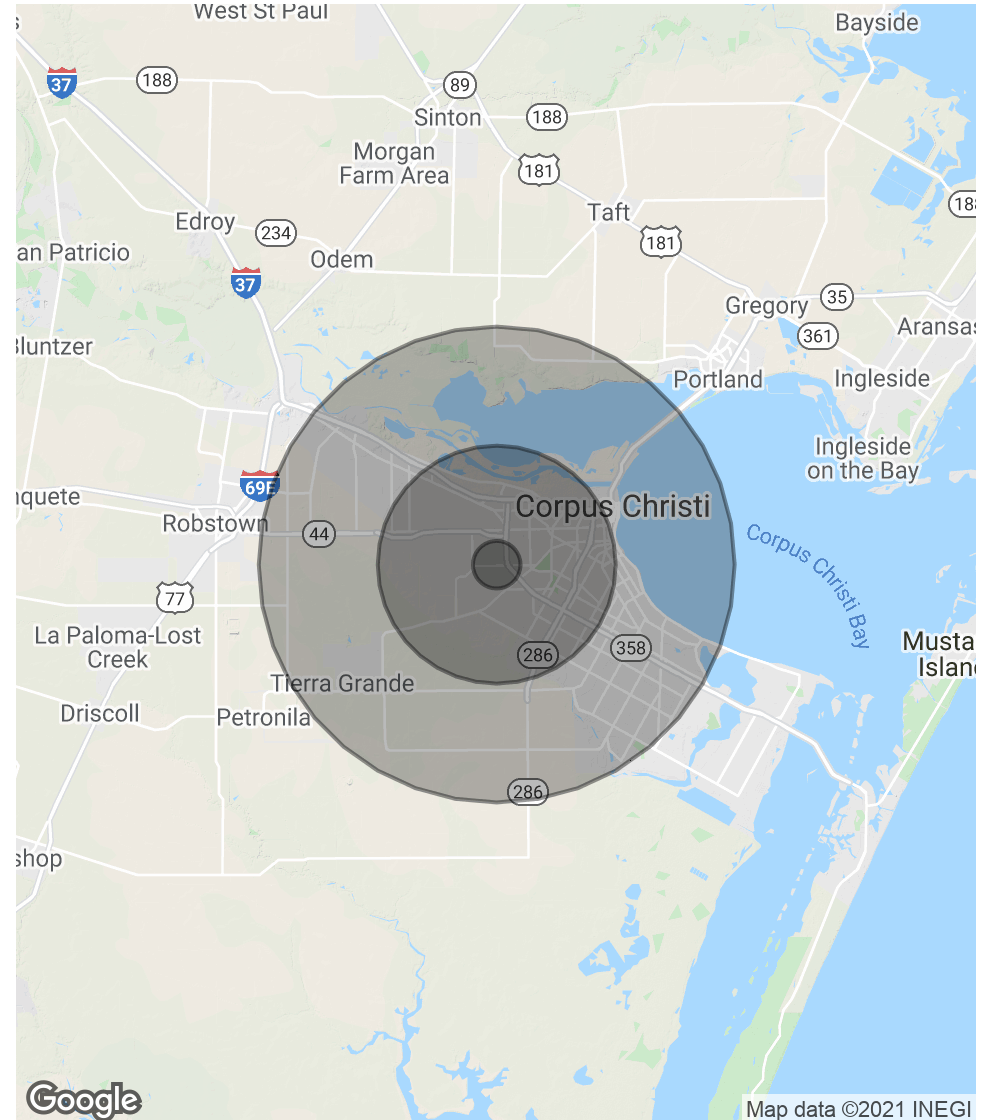 West St Paul
Bayside
37
188
89
Sinton
188
Morgan
Farm Area
181
188
Edroy
234
Taft
181
an Patricio
Odem
37
Gregory
35
361
Aransas
Bluntzer
Portland
Ingleside
Ingleside
on the Bay
69E
nquete
Corpus Christi
Robstown
44
Corpus Christi Bay
77
La Paloma-Lost
Creek
286
358
Musta
Islan
Tierra Grande
Driscoll
Petronila
286
shop
Google
Map data ©2021 INEGI